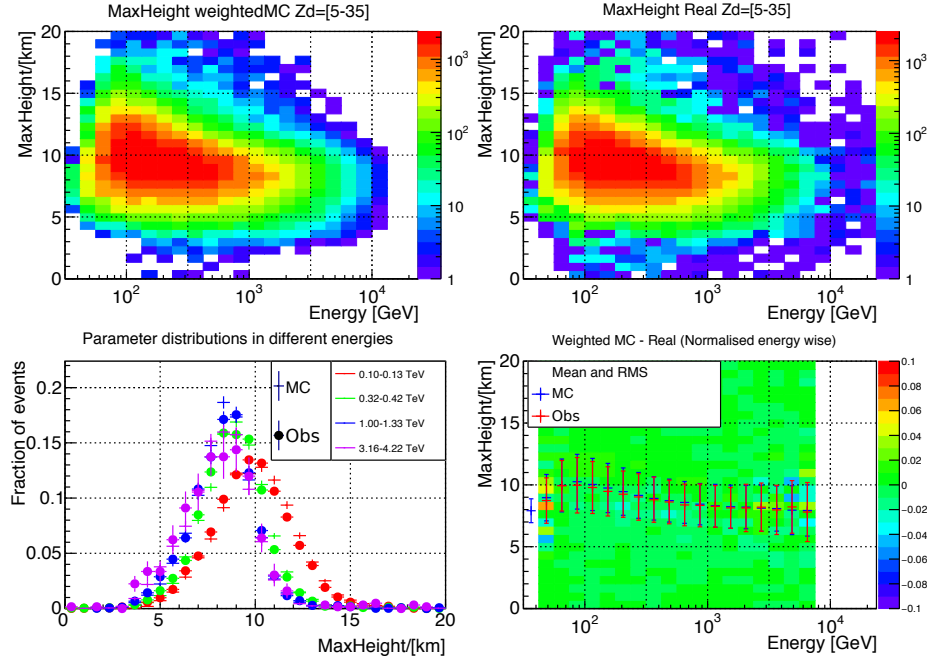 MaxHeight weightedMC Zd=[5-35]
MaxHeight/[km]
20
15
10
5
0
10^2
10^3
10^4
Energy [GeV]
10^3
10^2
10
1
MaxHeight Real Zd=[5-35]
MaxHeight/[km]
20
15
10
5
0
10^2
10^3
10^4
Energy [GeV]
10^3
10^2
10
1
Parameter distributions in different energies
Fraction of events
0.2
0.15
0.1
0.05
0
0
5
10
15
20
MaxHeight/[km]
MC
Obs
0.10-0.13 TeV
0.32-0.42 TeV
1.00-1.33 TeV
3.16-4.22 TeV
Weighted MC - Real (Normalised energy wise)
MaxHeight/[km]
20
15
10
5
0
Mean and RMS
MC
Obs
10^2
10^3
10^4
Energy [GeV]
0.1
0.08
0.06
0.04
0.02
0
-0.02
-0.04
-0.06
-0.08
-0.1